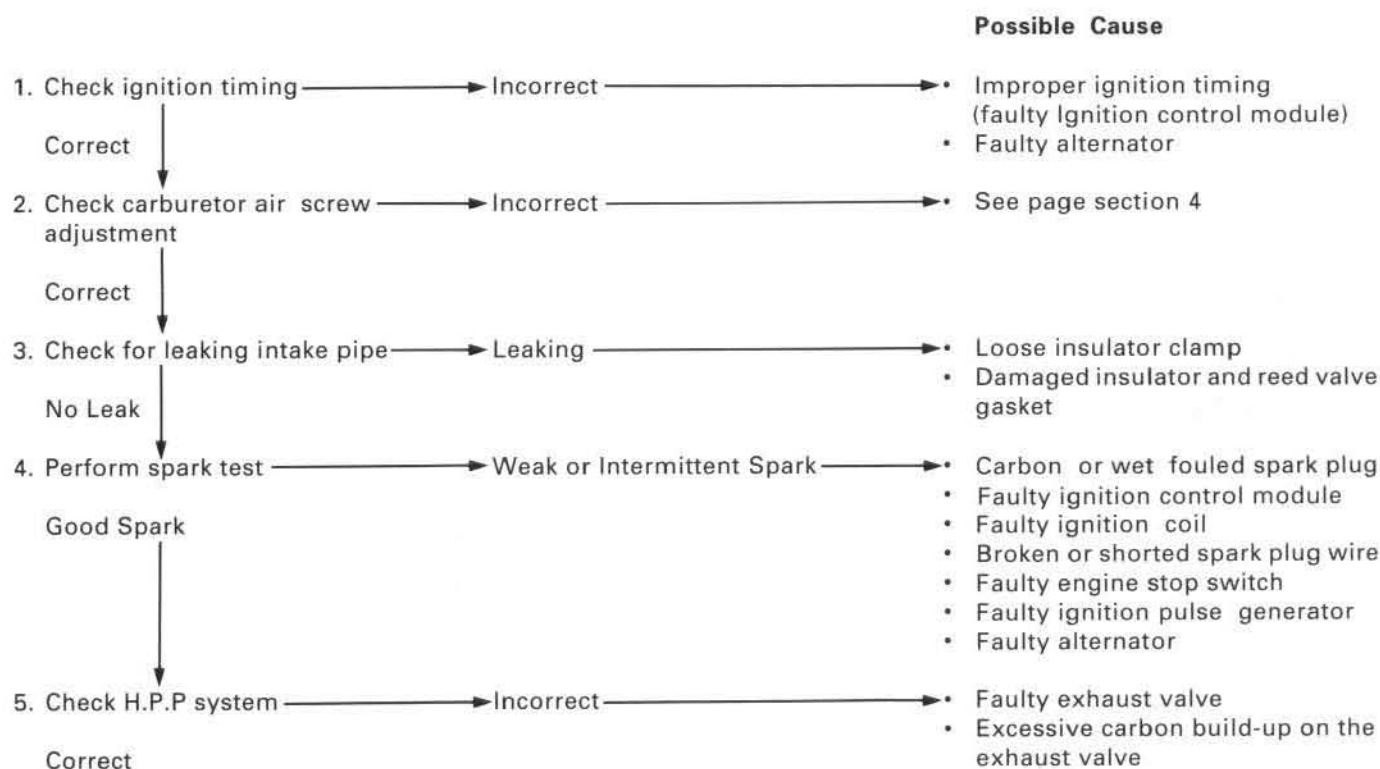 Possible Cause
1. Check ignition timing Incorrect • Improper ignition timing
(faulty Ignition control module)
Correct • Faulty alternator
2. Check carburetor air screw Incorrect • See page section 4
adjustment
Correct
3. Check for leaking intake pipe Leaking • Loose insulator clamp
• Damaged insulator and reed valve
No Leak gasket
4. Perform spark test Weak or Intermittent Spark • Carbon or wet fouled spark plug
• Faulty ignition control module
Good Spark • Faulty ignition coil
• Broken or shorted spark plug wire
• Faulty engine stop switch
• Faulty ignition pulse generator
• Faulty alternator
5. Check H.P.P system Incorrect • Faulty exhaust valve
• Excessive carbon build-up on the
Correct exhaust valve